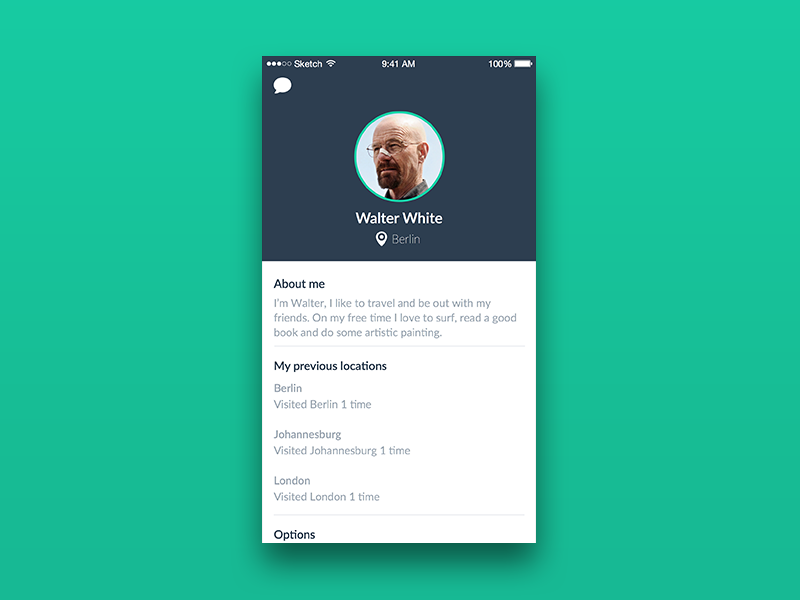 Sketch 9:41 AM 100%
Walter White
Berlin
About me
I'm Walter, I like to travel and be out with my
friends. On my free time I love to surf, read a good
book and do some artistic painting.
My previous locations
Berlin
Visited Berlin 1 time
Johannesburg
Visited Johannesburg 1 time
London
Visited London 1 time
Options